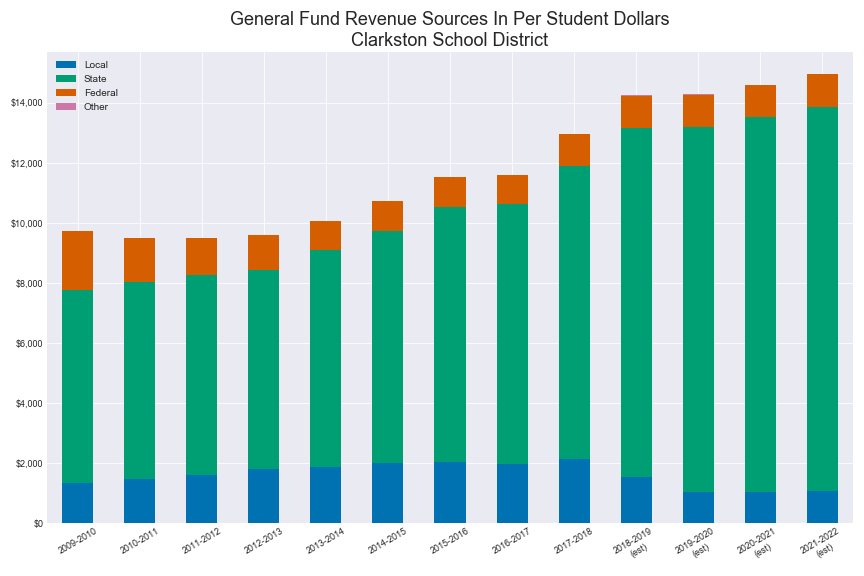 General Fund Revenue Sources In Per Student Dollars
Clarkston School District
Local
State
Federal
Other
$14,000
$12,000
$10,000
$8,000
$6,000
$4,000
$2,000
$0
2009-2010
2010-2011
2011-2012
2012-2013
2013-2014
2014-2015
2015-2016
2016-2017
2017-2018
2018-2019
(est)
2019-2020
(est)
2020-2021
(est)
2021-2022
(est)